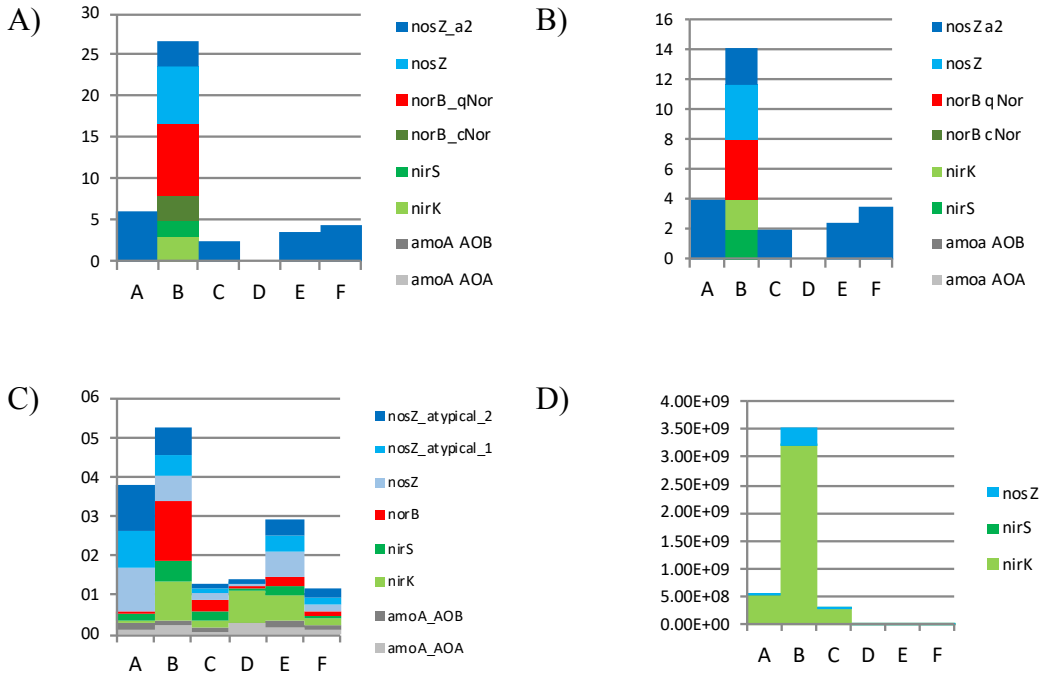 A)
30
25
20
15
10
5
0
A B C D E F
nosZ_a2
nosZ
norB_qNor
norB_cNor
nirS
nirK
amoA AOB
amoA AOA
B)
16
14
12
10
8
6
4
2
0
A B C D E F
nosZ a2
nosZ
norB qNor
norB cNor
nirK
nirS
amoa AOB
amoa AOA
C)
06
05
04
03
02
01
00
A B C D E F
nosZ_atypical_2
nosZ_atypical_1
nosZ
norB
nirS
nirK
amoA_AOB
amoA_AOA
D)
4.00E+09
3.50E+09
3.00E+09
2.50E+09
2.00E+09
1.50E+09
1.00E+09
5.00E+08
0.00E+00
A B C D E F
nosZ
nirS
nirK